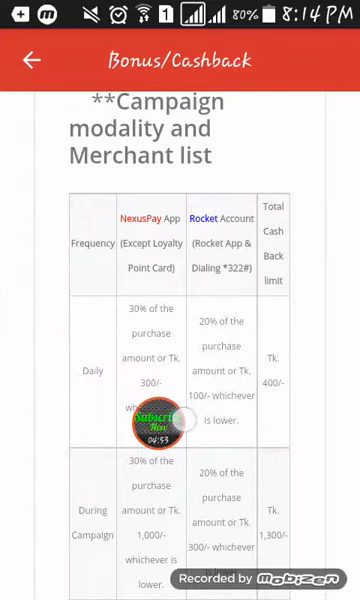 1 80% 8:14 PM
Bonus/Cashback
**Campaign
modality and
Merchant list
Frequency
NexusPay App
(Except Loyalty
Point Card)
Rocket Account
(Rocket App &
Dialing *322#)
Total
Cash
Back
limit
Daily
30% of the
purchase
amount or Tk.
300/-
20% of the
purchase
amount or Tk.
100/- whichever
is lower.
Tk.
400/-
Subscri
Now
04:53
During
Campaign
30% of the
purchase
amount or Tk.
1,000/-
whichever is
lower.
20% of the
purchase
amount or Tk.
300/- whichever
is lower.
Tk.
1,300/-
Recorded by Mobizen